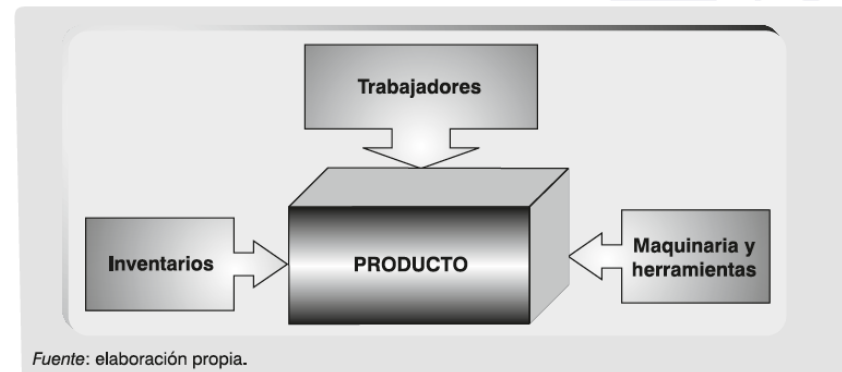 Trabajadores
Inventarios
PRODUCTO
Maquinaria y
herramientas
Fuente: elaboración propia.